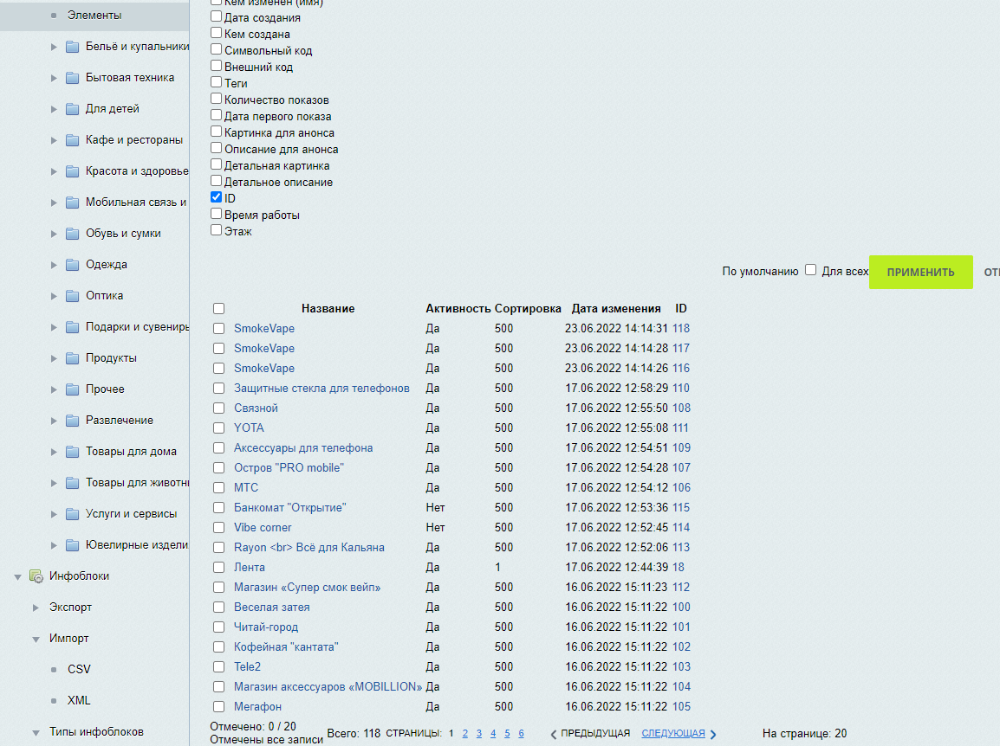 Элементы
Бельё и купальники
Бытовая техника
Для детей
Кафе и рестораны
Красота и здоровье
Мобильная связь и
Обувь и сумки
Одежда
Оптика
Подарки и сувениры
Продукты
Прочее
Развлечение
Товары для дома
Товары для животн
Услуги и сервисы
Ювелирные издели
Инфоблоки
Экспорт
Импорт
CSV
XML
Типы инфоблоков
Кем изменен (имя)
Дата создания
Кем создана
Символьный код
Внешний код
Теги
Количество показов
Дата первого показа
Картинка для анонса
Описание для анонса
Детальная картинка
Детальное описание
ID
Время работы
Этаж
По умолчанию Для всех ПРИМЕНИТЬ ОТ
Название Активность Сортировка Дата изменения ID
SmokeVape Да 500 23.06.2022 14:14:31 118
SmokeVape Да 500 23.06.2022 14:14:28 117
SmokeVape Да 500 23.06.2022 14:14:26 116
Защитные стекла для телефонов Да 500 17.06.2022 12:58:29 110
Связной Да 500 17.06.2022 12:55:50 108
YOTA Да 500 17.06.2022 12:55:08 111
Аксессуары для телефона Да 500 17.06.2022 12:54:51 109
Остров "PRO mobile" Да 500 17.06.2022 12:54:28 107
МТС Да 500 17.06.2022 12:54:12 106
Банкомат "Открытие" Нет 500 17.06.2022 12:53:36 115
Vibe corner Нет 500 17.06.2022 12:52:45 114
Rayon <br> Всё для Кальяна Да 500 17.06.2022 12:52:06 113
Лента Да 1 17.06.2022 12:44:39 18
Магазин «Супер смок вейп» Да 500 16.06.2022 15:11:23 112
Веселая затея Да 500 16.06.2022 15:11:22 100
Читай-город Да 500 16.06.2022 15:11:22 101
Кофейная "кантата" Да 500 16.06.2022 15:11:22 102
Tele2 Да 500 16.06.2022 15:11:22 103
Магазин аксессуаров «MOBILLION» Да 500 16.06.2022 15:11:22 104
Мегафон Да 500 16.06.2022 15:11:22 105
Отмечено: 0 / 20
Отмечены все записи
Всего: 118 СТРАНИЦЫ: 1 2 3 4 5 6 ПРЕДЫДУЩАЯ СЛЕДУЮЩАЯ На странице: 20